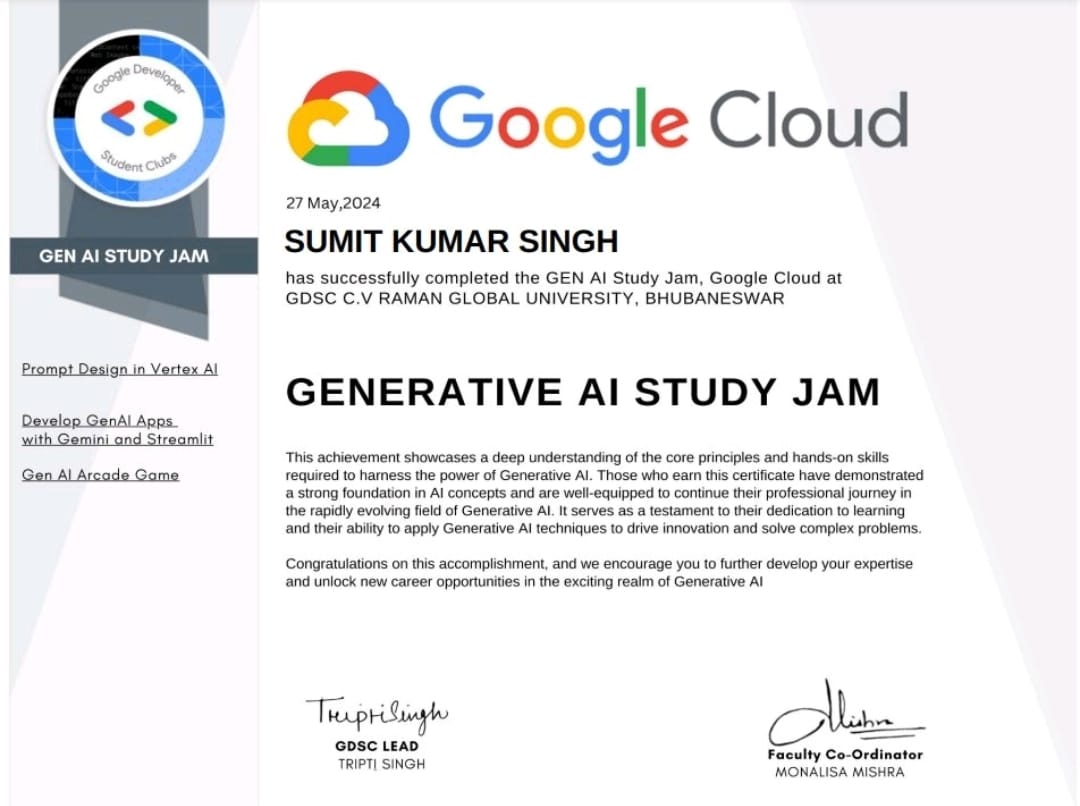 Google Developer
Student Clubs
GEN AI STUDY JAM
Prompt Design in Vertex AI
Develop GenAI Apps
with Gemini and Streamlit
Gen AI Arcade Game
Google Cloud
27 May,2024
SUMIT KUMAR SINGH
has successfully completed the GEN AI Study Jam, Google Cloud at
GDSC C.V RAMAN GLOBAL UNIVERSITY, BHUBANESWAR
GENERATIVE AI STUDY JAM
This achievement showcases a deep understanding of the core principles and hands-on skills
required to harness the power of Generative AI. Those who earn this certificate have demonstrated
a strong foundation in AI concepts and are well-equipped to continue their professional journey in
the rapidly evolving field of Generative AI. It serves as a testament to their dedication to learning
and their ability to apply Generative AI techniques to drive innovation and solve complex problems.
Congratulations on this accomplishment, and we encourage you to further develop your expertise
and unlock new career opportunities in the exciting realm of Generative AI
Tripti Singh
GDSC LEAD
TRIPTI SINGH
Mishra
Faculty Co-Ordinator
MONALISA MISHRA